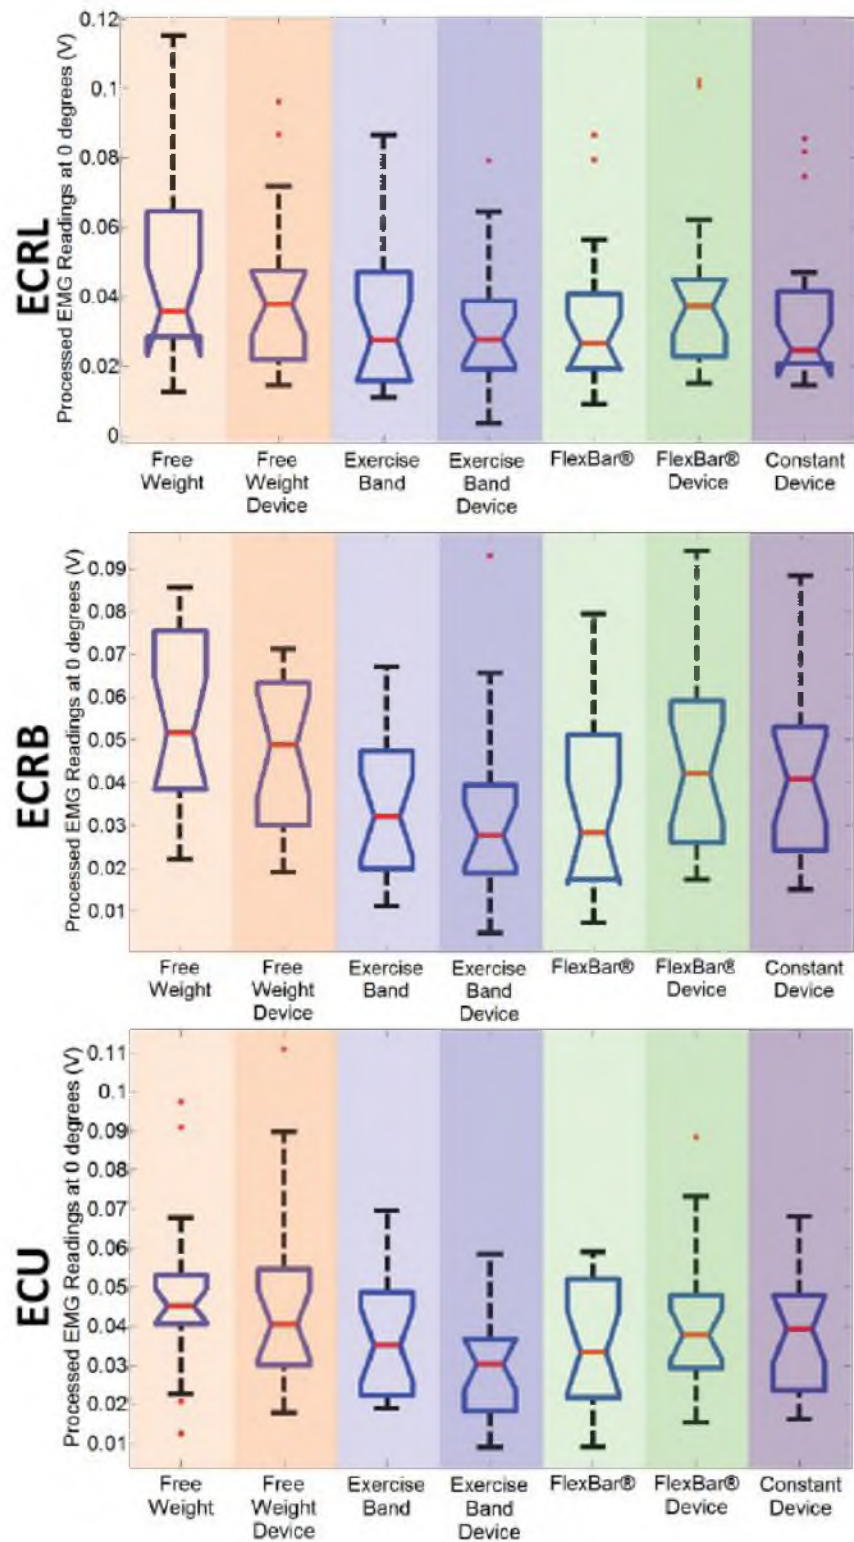 ECRL
Processed EMG Readings at 0 degrees (V)
0.12
0.1
0.08
0.06
0.04
0.02
0
Free
Weight
Free
Weight
Device
Exercise
Band
Exercise
Band
Device
FlexBar®
FlexBar®
Device
Constant
Device
ECRB
Processed EMG Readings at 0 degrees (V)
0.09
0.08
0.07
0.06
0.05
0.04
0.03
0.02
0.01
Free
Weight
Free
Weight
Device
Exercise
Band
Exercise
Band
Device
FlexBar®
FlexBar®
Device
Constant
Device
ECU
Processed EMG Readings at 0 degrees (V)
0.11
0.1
0.09
0.08
0.07
0.06
0.05
0.04
0.03
0.02
0.01
Free
Weight
Free
Weight
Device
Exercise
Band
Exercise
Band
Device
FlexBar®
FlexBar®
Device
Constant
Device